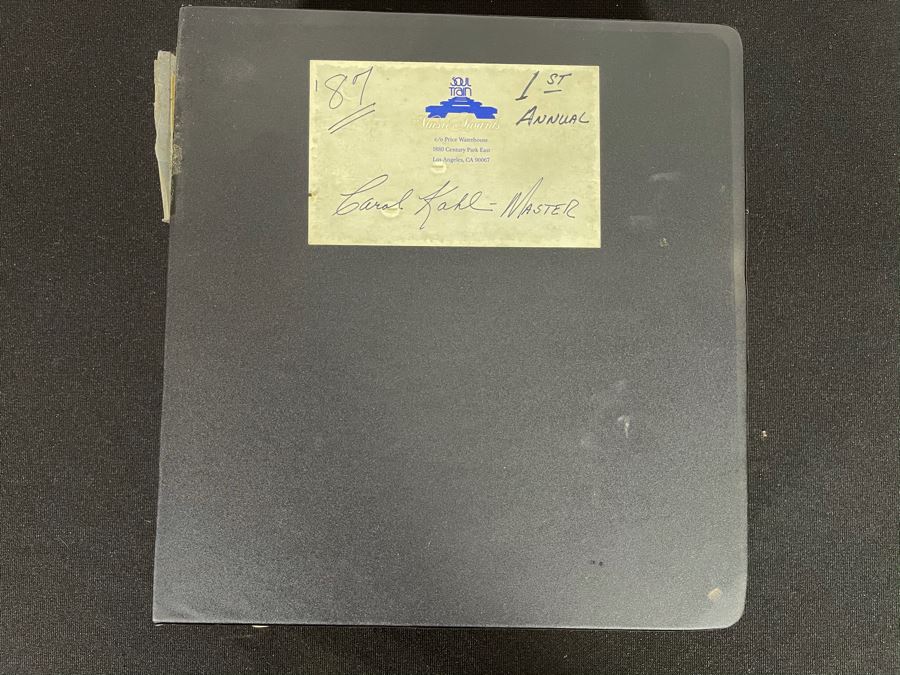 '87
1ST
ANNUAL
SOUL
TRAIN
Music Awards
c/o Price Waterhouse
1880 Century Park East
Los Angeles, CA 90067
Carol Kahl - MASTER